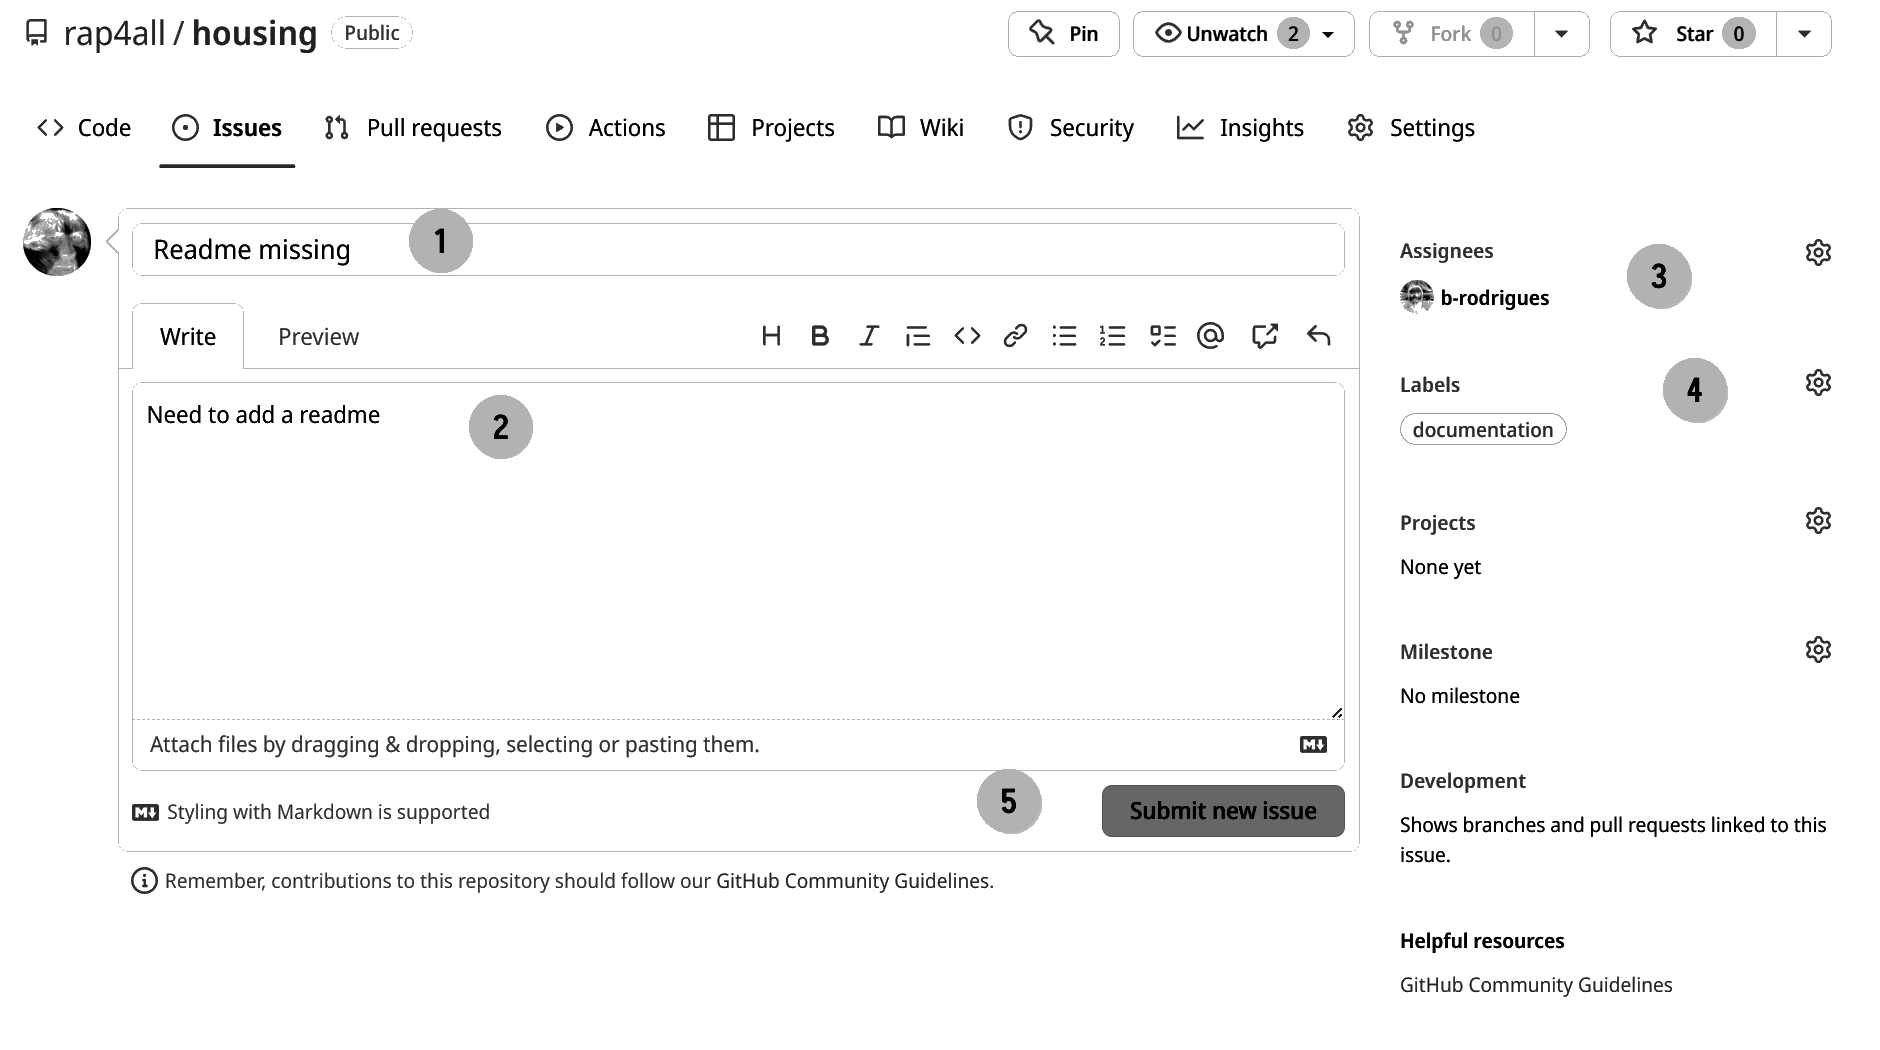 rap4all / housing Public Pin Unwatch 2 Fork 0 Star 0
Code Issues Pull requests Actions Projects Wiki Security Insights Settings
Readme missing 1
Write Preview
Need to add a readme 2
Attach files by dragging & dropping, selecting or pasting them.
Styling with Markdown is supported 5 Submit new issue
Remember, contributions to this repository should follow our GitHub Community Guidelines.
Assignees 3
b-rodrigues
Labels 4
documentation
Projects
None yet
Milestone
No milestone
Development
Shows branches and pull requests linked to this
issue.
Helpful resources
GitHub Community Guidelines